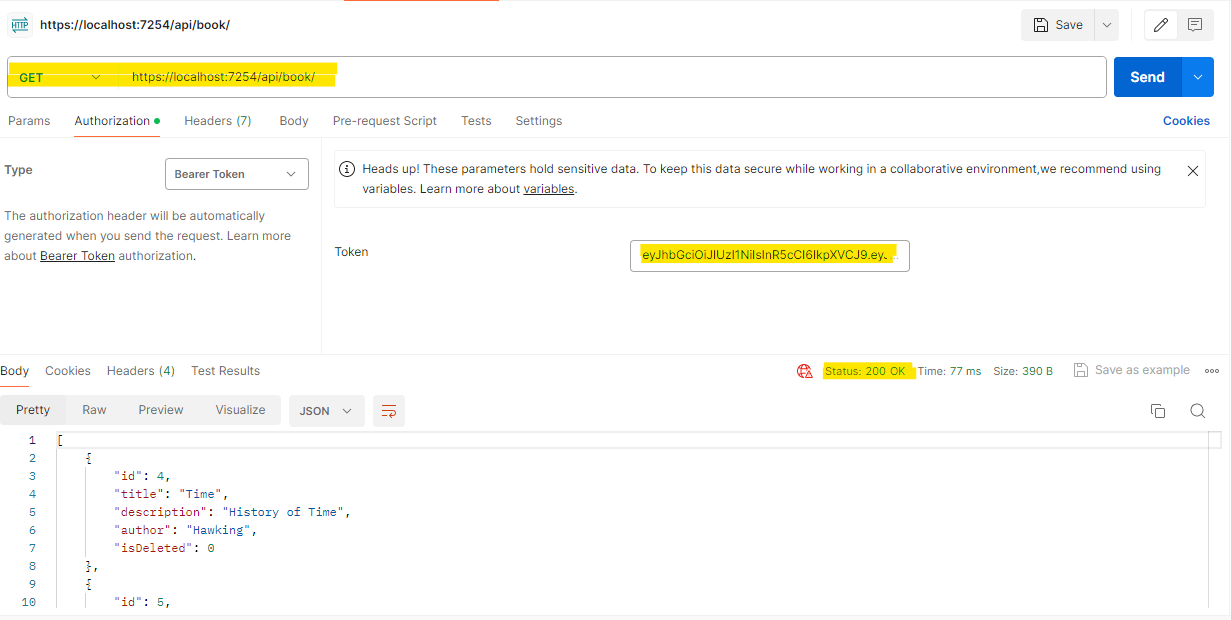 HTTP https://localhost:7254/api/book/ Save
GET https://localhost:7254/api/book/ Send
Params Authorization Headers (7) Body Pre-request Script Tests Settings Cookies
Type Bearer Token
The authorization header will be automatically
generated when you send the request. Learn more
about Bearer Token authorization.
Heads up! These parameters hold sensitive data. To keep this data secure while working in a collaborative environment,we recommend using
variables. Learn more about variables.
Token eyJhbGciOiJIUzI1NiIsInR5cCI6IkpXVCJ9.eyJ...
Body Cookies Headers (4) Test Results Status: 200 OK Time: 77 ms Size: 390 B Save as example
Pretty Raw Preview Visualize JSON
1 [
2 {
3 "id": 4,
4 "title": "Time",
5 "description": "History of Time",
6 "author": "Hawking",
7 "isDeleted": 0
8 },
9 {
10 "id": 5,